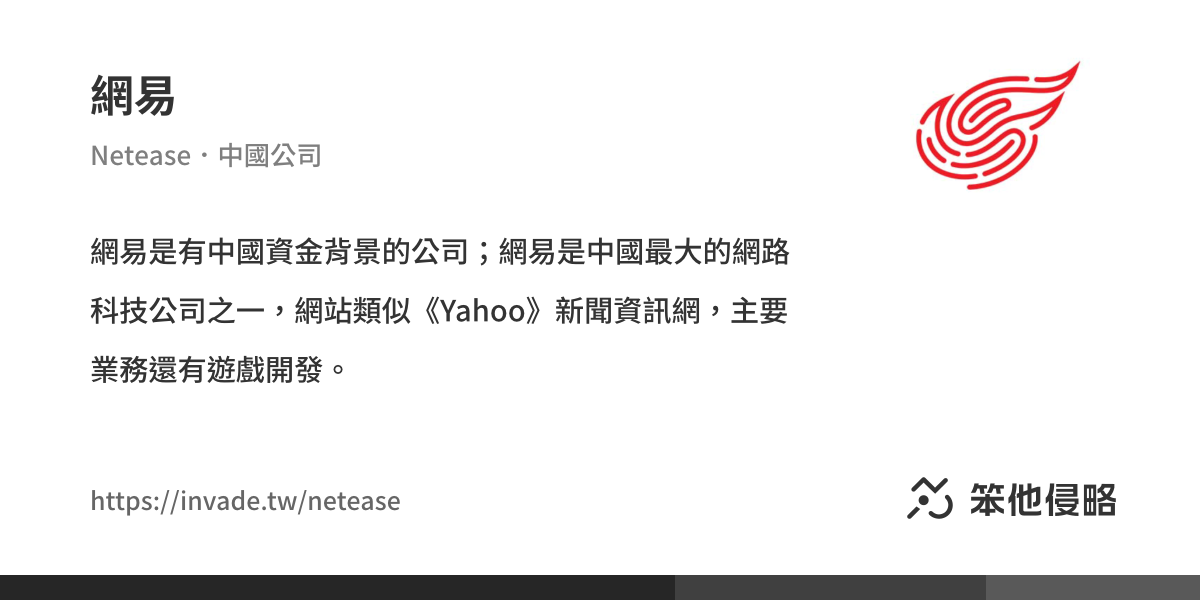 網易
Netease・中國公司
網易是有中國資金背景的公司；網易是中國最大的網路
科技公司之一，網站類似《Yahoo》新聞資訊網，主要
業務還有遊戲開發。
https://invade.tw/netease
笨他侵略